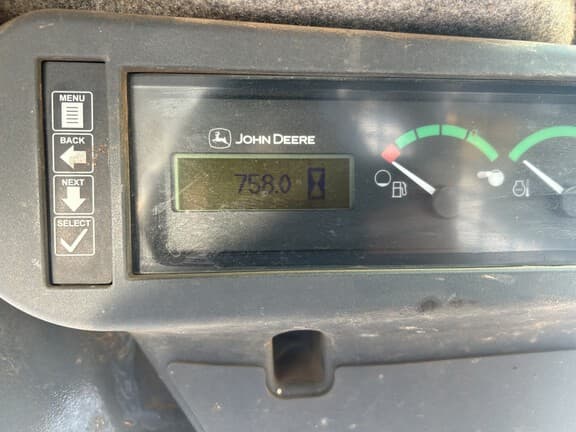 MENU
BACK
NEXT
SELECT
JOHN DEERE
758.0